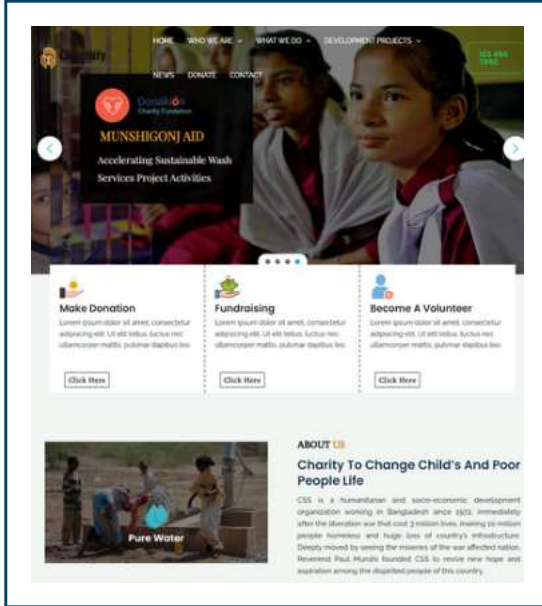 HOME WHO WE ARE WHAT WE DO DEVELOPMENT PROJECTS
NEWS DONATE CONTACT
Donation
Charity Fundation
MUNSHIGONJ AID
Accelerating Sustainable Wash
Services Project Activities
Make Donation
Lorem ipsum dolor sit amet, consectetur
adipiscing elit. Ut elit tellus, luctus nec
ullamcorper mattis, pulvinar dapibus leo.
Click Here
Fundraising
Lorem ipsum dolor sit amet, consectetur
adipiscing elit. Ut elit tellus, luctus nec
ullamcorper mattis, pulvinar dapibus leo.
Click Here
Become A Volunteer
Lorem ipsum dolor sit amet, consectetur
adipiscing elit. Ut elit tellus, luctus nec
ullamcorper mattis, pulvinar dapibus leo.
Click Here
Pure Water
ABOUT US
Charity To Change Child's And Poor
People Life
CSS is a humanitarian and socio-economic development
organization working in Bangladesh since 1972, immediately
after the liberation war that cost 3 million lives, making 10 million
people homeless and huge loss of country's infrastructure.
Deeply moved by seeing the miseries of the war affected nation,
Reverend Paul Munshi founded CSS to revive new hope and
aspiration among the dispirited people of this country.